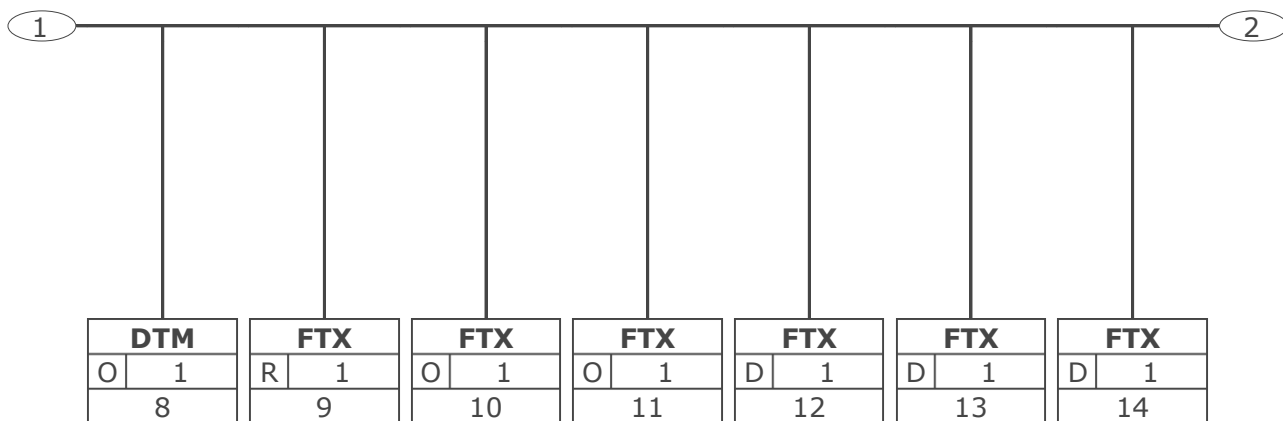 1 2
DTM FTX FTX FTX FTX FTX FTX
O 1 R 1 O 1 O 1 D 1 D 1 D 1
8 9 10 11 12 13 14